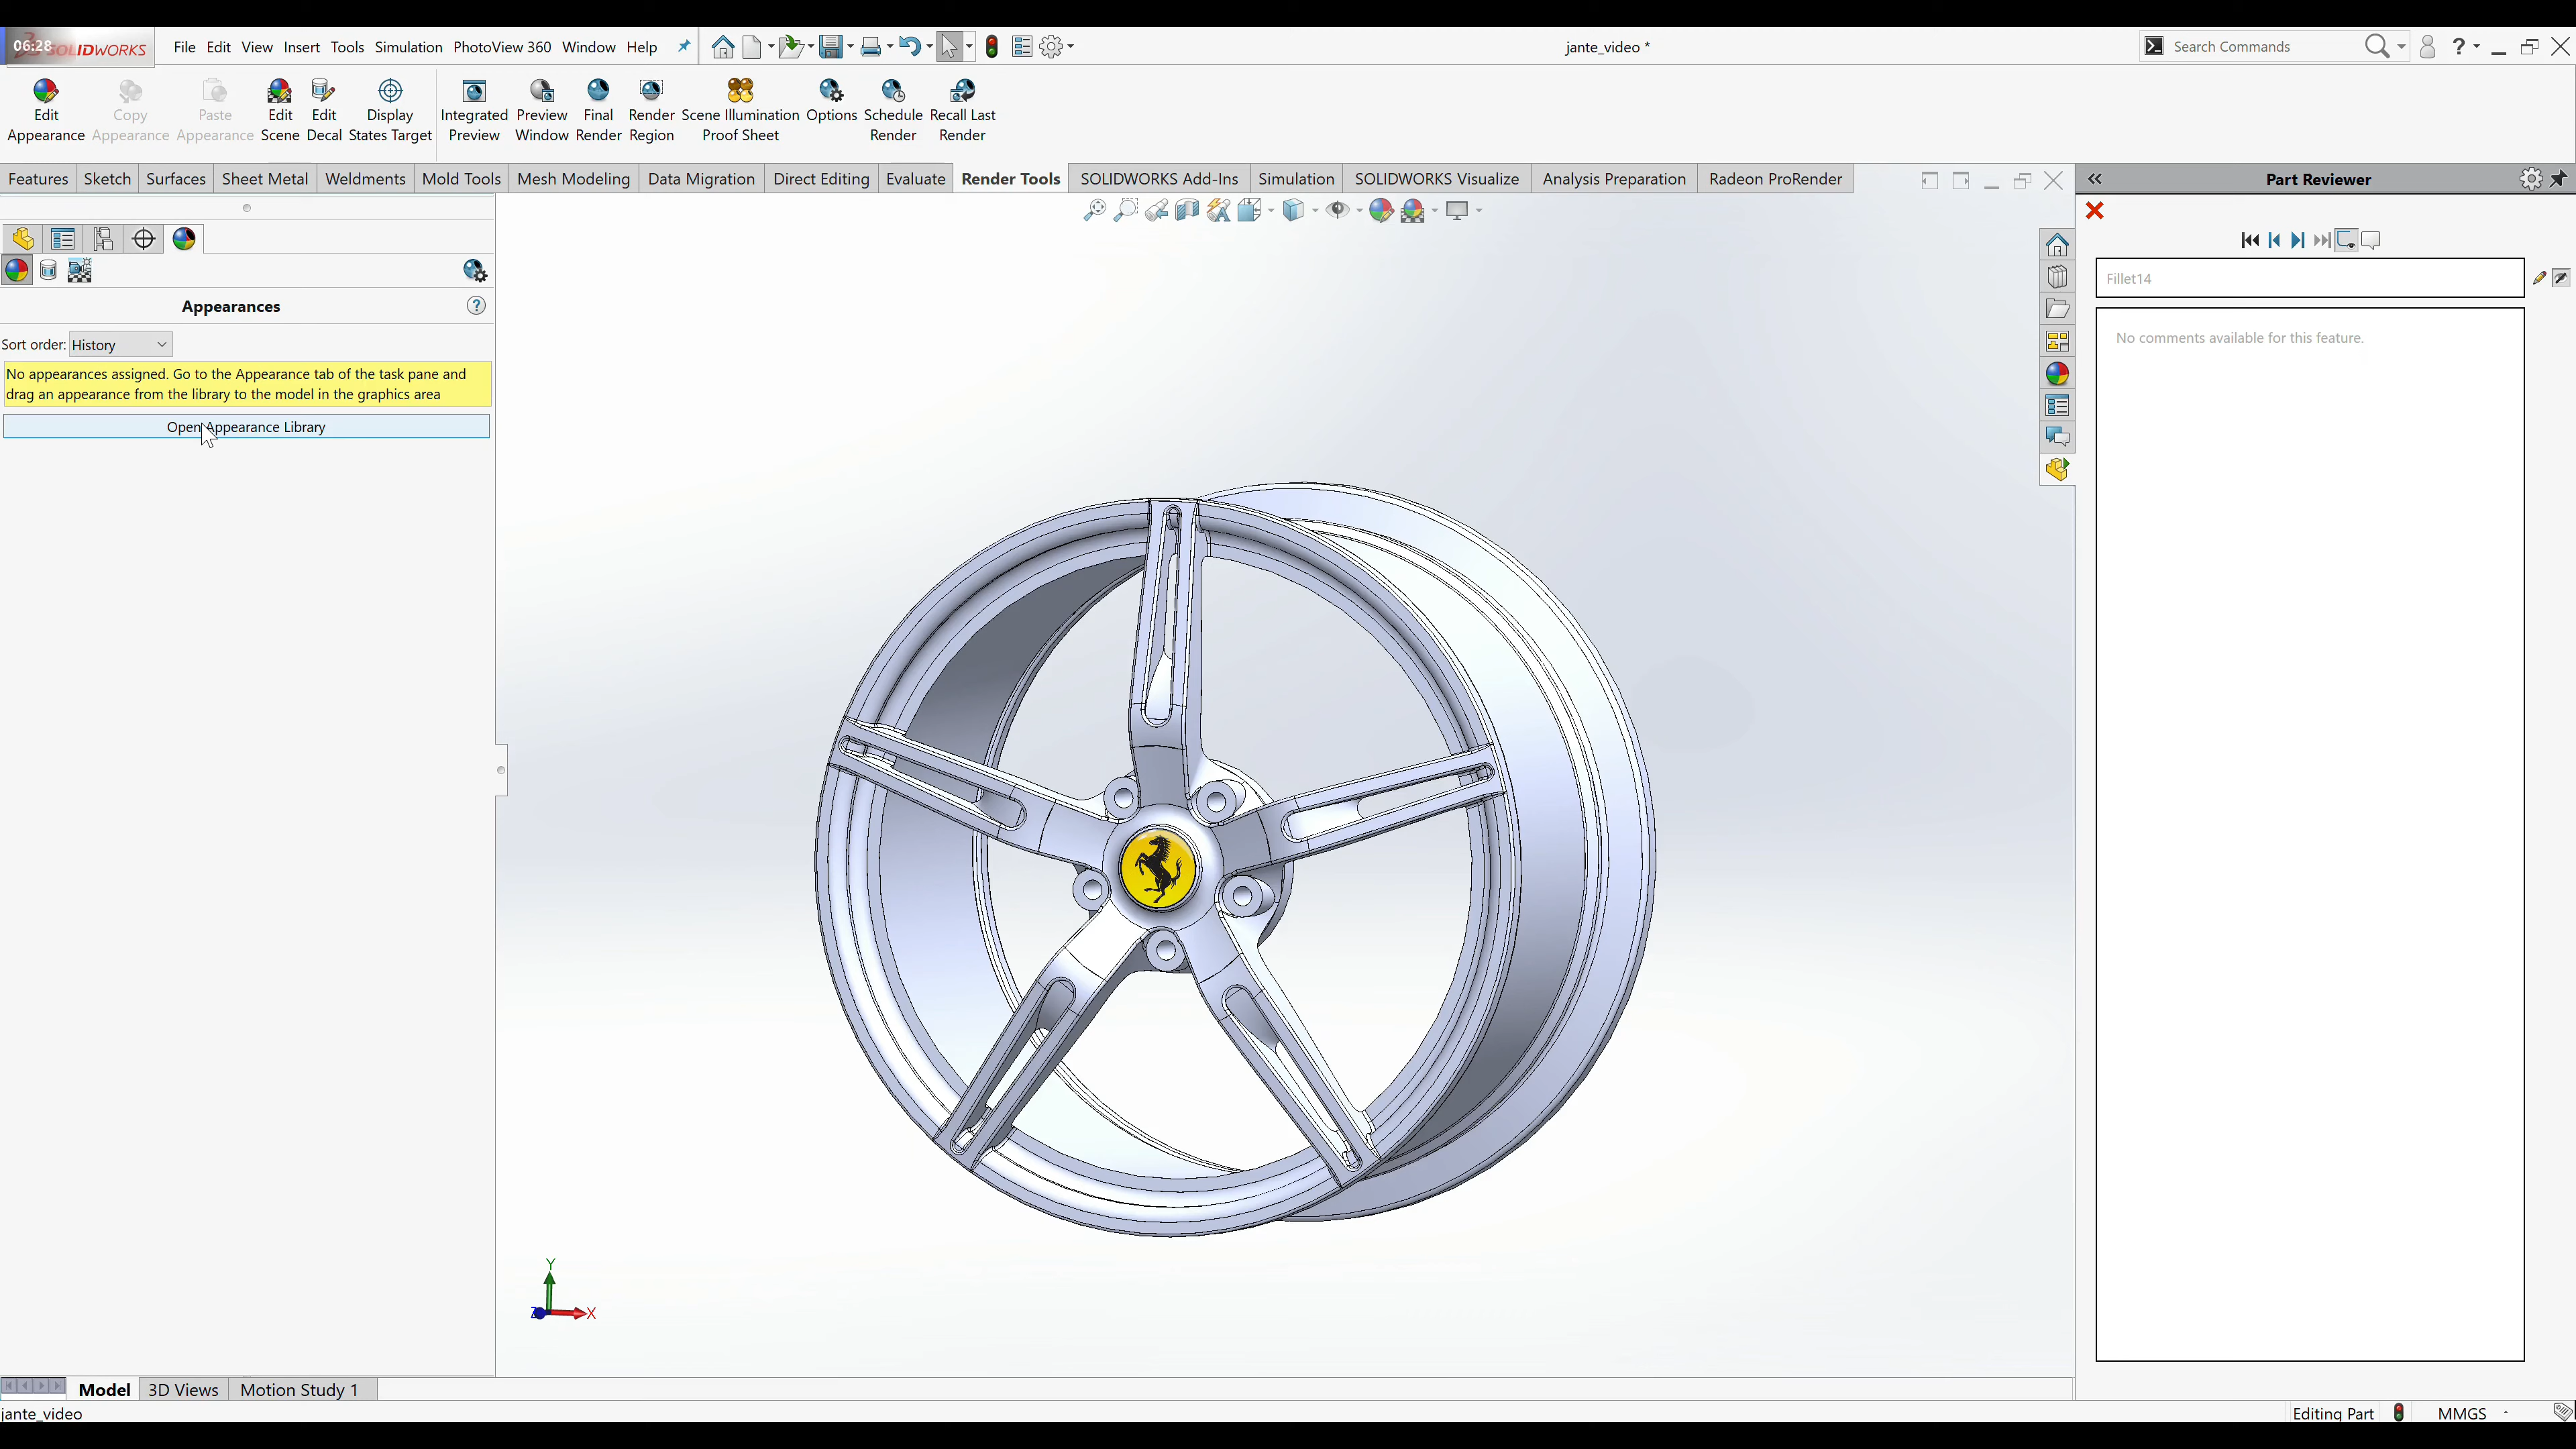 06:28 SOLIDWORKS File Edit View Insert Tools Simulation PhotoView 360 Window Help jante_video * Search Commands ?
Edit Appearance
Copy Appearance
Paste Appearance
Edit Scene
Edit Decal
Display States Target
Integrated Preview
Preview Window
Final Render
Render Region
Scene Illumination Proof Sheet
Options
Schedule Render
Recall Last Render
Features Sketch Surfaces Sheet Metal Weldments Mold Tools Mesh Modeling Data Migration Direct Editing Evaluate Render Tools SOLIDWORKS Add-Ins Simulation SOLIDWORKS Visualize Analysis Preparation Radeon ProRender
Part Reviewer
Appearances ?
Sort order: History
No appearances assigned. Go to the Appearance tab of the task pane and
drag an appearance from the library to the model in the graphics area
Open Appearance Library
Fillet14
No comments available for this feature.
Y
Z X
Model 3D Views Motion Study 1
jante_video Editing Part MMGS